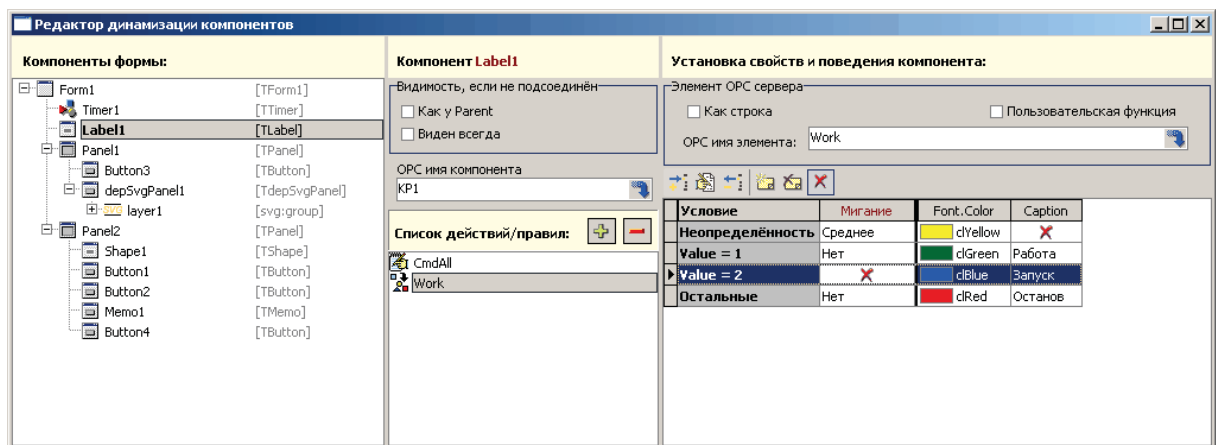 Редактор динамизации компонентов
Компоненты формы:
Form1 [TForm1]
Timer1 [TTimer]
Label1 [TLabel]
Panel1 [TPanel]
Button3 [TButton]
depSvgPanel1 [TdepSvgPanel]
layer1 [svg:group]
Panel2 [TPanel]
Shape1 [TShape]
Button1 [TButton]
Button2 [TButton]
Memo1 [TMemo]
Button4 [TButton]
Компонент Label1
Видимость, если не подсоединён
Как у Parent
Виден всегда
OPC имя компонента
KP1
Список действий/правил:
CmdAll
Work
Установка свойств и поведения компонента:
Элемент OPC сервера
Как строка
Пользовательская функция
OPC имя элемента: Work
Условие Мигание Font.Color Caption
Неопределённость Среднее clYellow
Value = 1 Нет clGreen Работа
Value = 2 clBlue Запуск
Остальные Нет clRed Останов